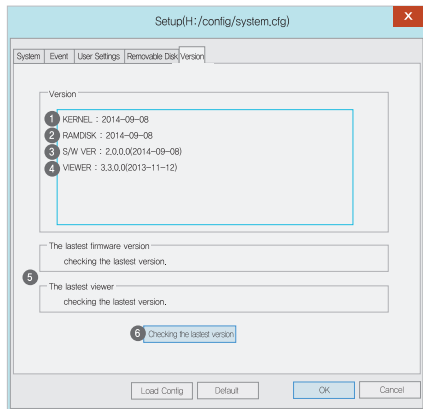 Setup(H:/config/system.cfg)
x
System Event User Settings Removable Disk Version
Version
1 KERNEL : 2014-09-08
2 RAMDISK : 2014-09-08
3 S/W VER : 2.0.0.0(2014-09-08)
4 VIEWER : 3.3.0.0(2013-11-12)
The lastest firmware version
checking the lastest version.
5
The lastest viewer
checking the lastest version.
6 Checking the lastest version
Load Contig Default OK Cancel